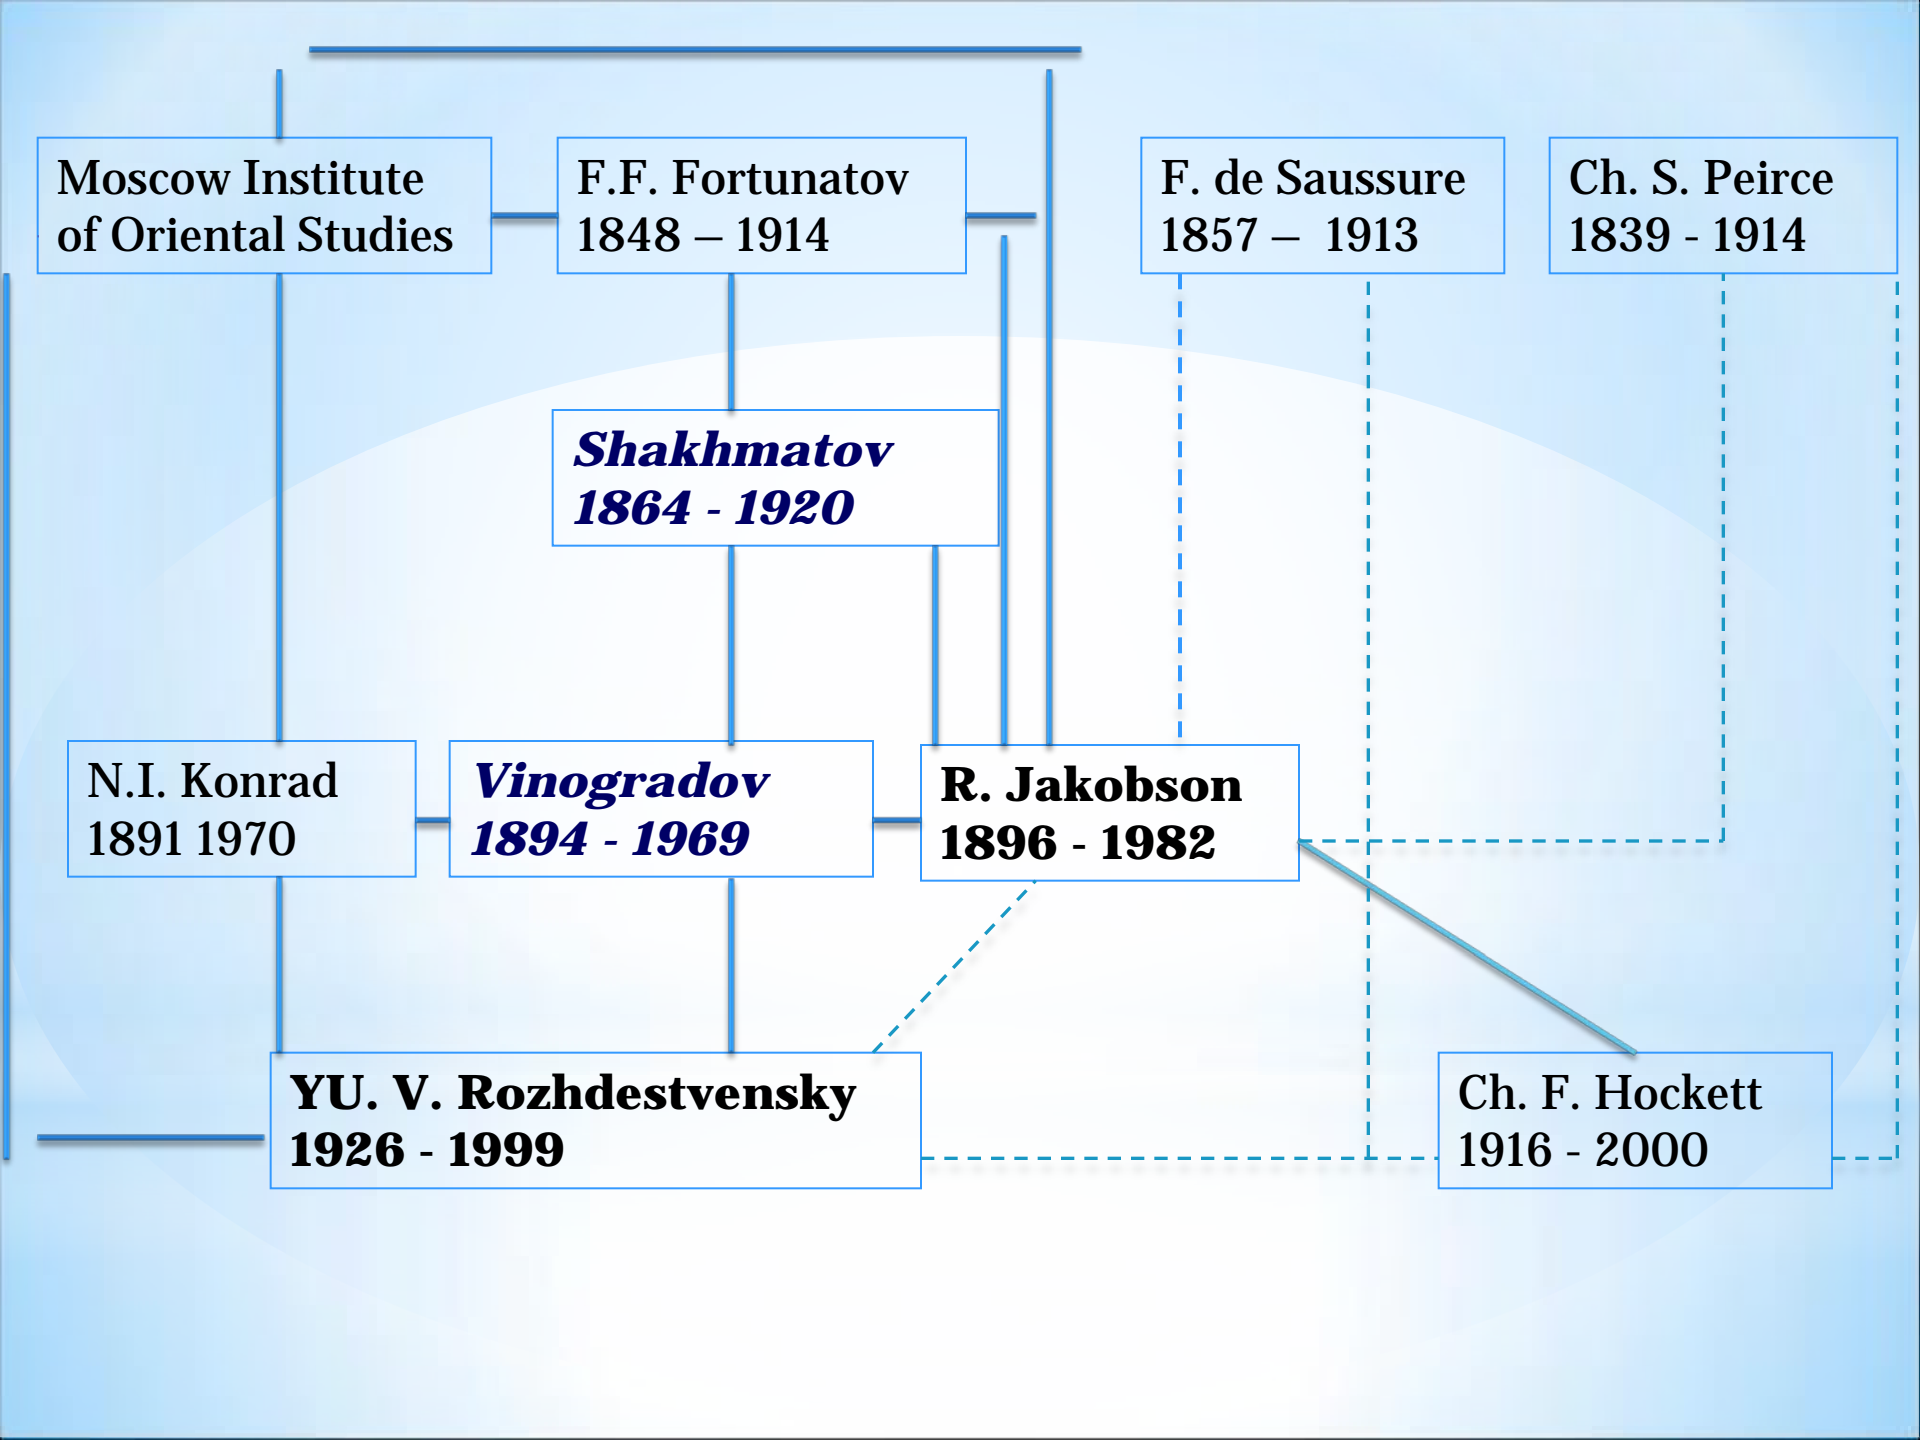 Moscow Institute
of Oriental Studies
F.F. Fortunatov
1848 – 1914
F. de Saussure
1857 –  1913
Ch. S. Peirce
1839 - 1914
Shakhmatov
1864 - 1920
N.I. Konrad
1891 1970
Vinogradov
1894 - 1969
R. Jakobson
1896 - 1982
YU. V. Rozhdestvensky
1926 - 1999
Ch. F. Hockett
1916 - 2000